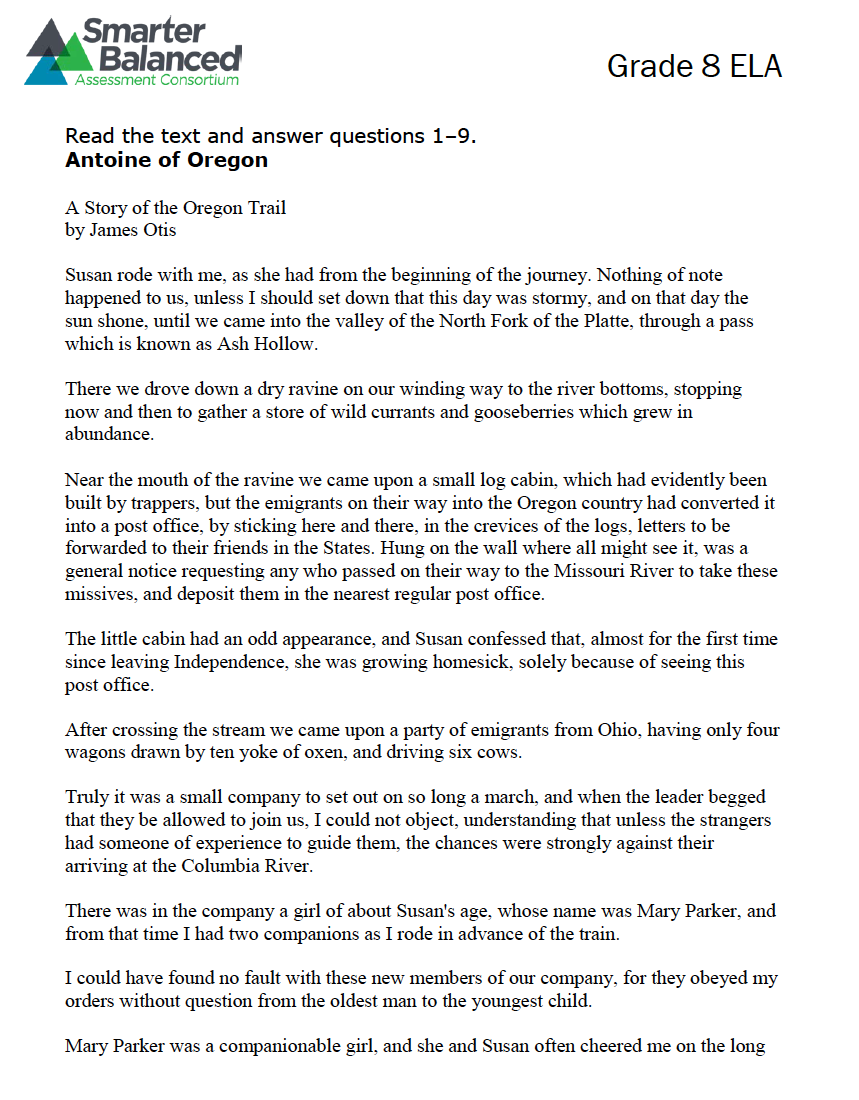 Smarter
Balanced
Assessment Consortium
Grade 8 ELA
Read the text and answer questions 1–9.
Antoine of Oregon
A Story of the Oregon Trail
by James Otis
Susan rode with me, as she had from the beginning of the journey. Nothing of note
happened to us, unless I should set down that this day was stormy, and on that day the
sun shone, until we came into the valley of the North Fork of the Platte, through a pass
which is known as Ash Hollow.
There we drove down a dry ravine on our winding way to the river bottoms, stopping
now and then to gather a store of wild currants and gooseberries which grew in
abundance.
Near the mouth of the ravine we came upon a small log cabin, which had evidently been
built by trappers, but the emigrants on their way into the Oregon country had converted it
into a post office, by sticking here and there, in the crevices of the logs, letters to be
forwarded to their friends in the States. Hung on the wall where all might see it, was a
general notice requesting any who passed on their way to the Missouri River to take these
missives, and deposit them in the nearest regular post office.
The little cabin had an odd appearance, and Susan confessed that, almost for the first time
since leaving Independence, she was growing homesick, solely because of seeing this
post office.
After crossing the stream we came upon a party of emigrants from Ohio, having only four
wagons drawn by ten yoke of oxen, and driving six cows.
Truly it was a small company to set out on so long a march, and when the leader begged
that they be allowed to join us, I could not object, understanding that unless the strangers
had someone of experience to guide them, the chances were strongly against their
arriving at the Columbia River.
There was in the company a girl of about Susan's age, whose name was Mary Parker, and
from that time I had two companions as I rode in advance of the train.
I could have found no fault with these new members of our company, for they obeyed my
orders without question from the oldest man to the youngest child.
Mary Parker was a companionable girl, and she and Susan often cheered me on the long